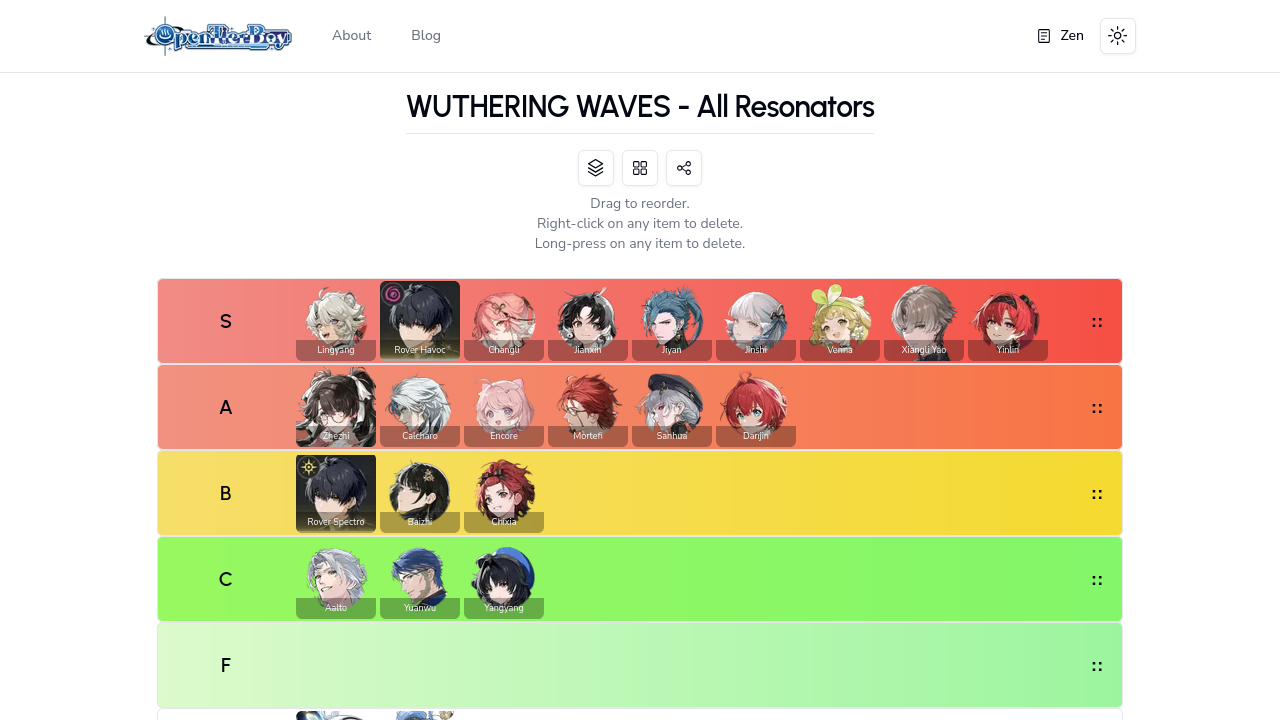 OpenTierBoy
About
Blog
Zen
WUTHERING WAVES - All Resonators
Drag to reorder.
Right-click on any item to delete.
Long-press on any item to delete.
S
Lingyang
Rover Havoc
Changli
Jianxin
Jiyan
Jinshi
Verina
Xiangli Yao
Yinlin
A
Zhezhi
Calcharo
Encore
Mortefi
Sanhua
Danjin
B
Rover Spectro
Baizhi
Chixia
C
Aalto
Yuanwu
Yangyang
F